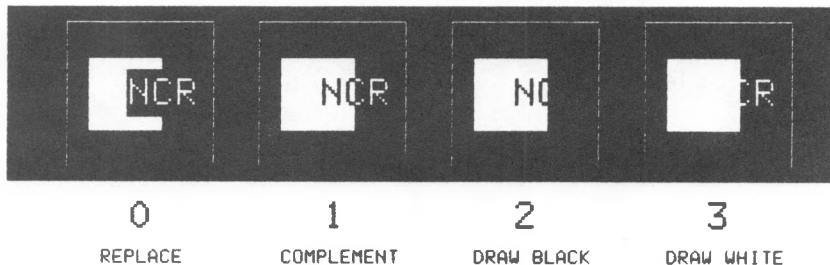 NCR NCR NC CR
0 1 2 3
REPLACE COMPLEMENT DRAW BLACK DRAW WHITE